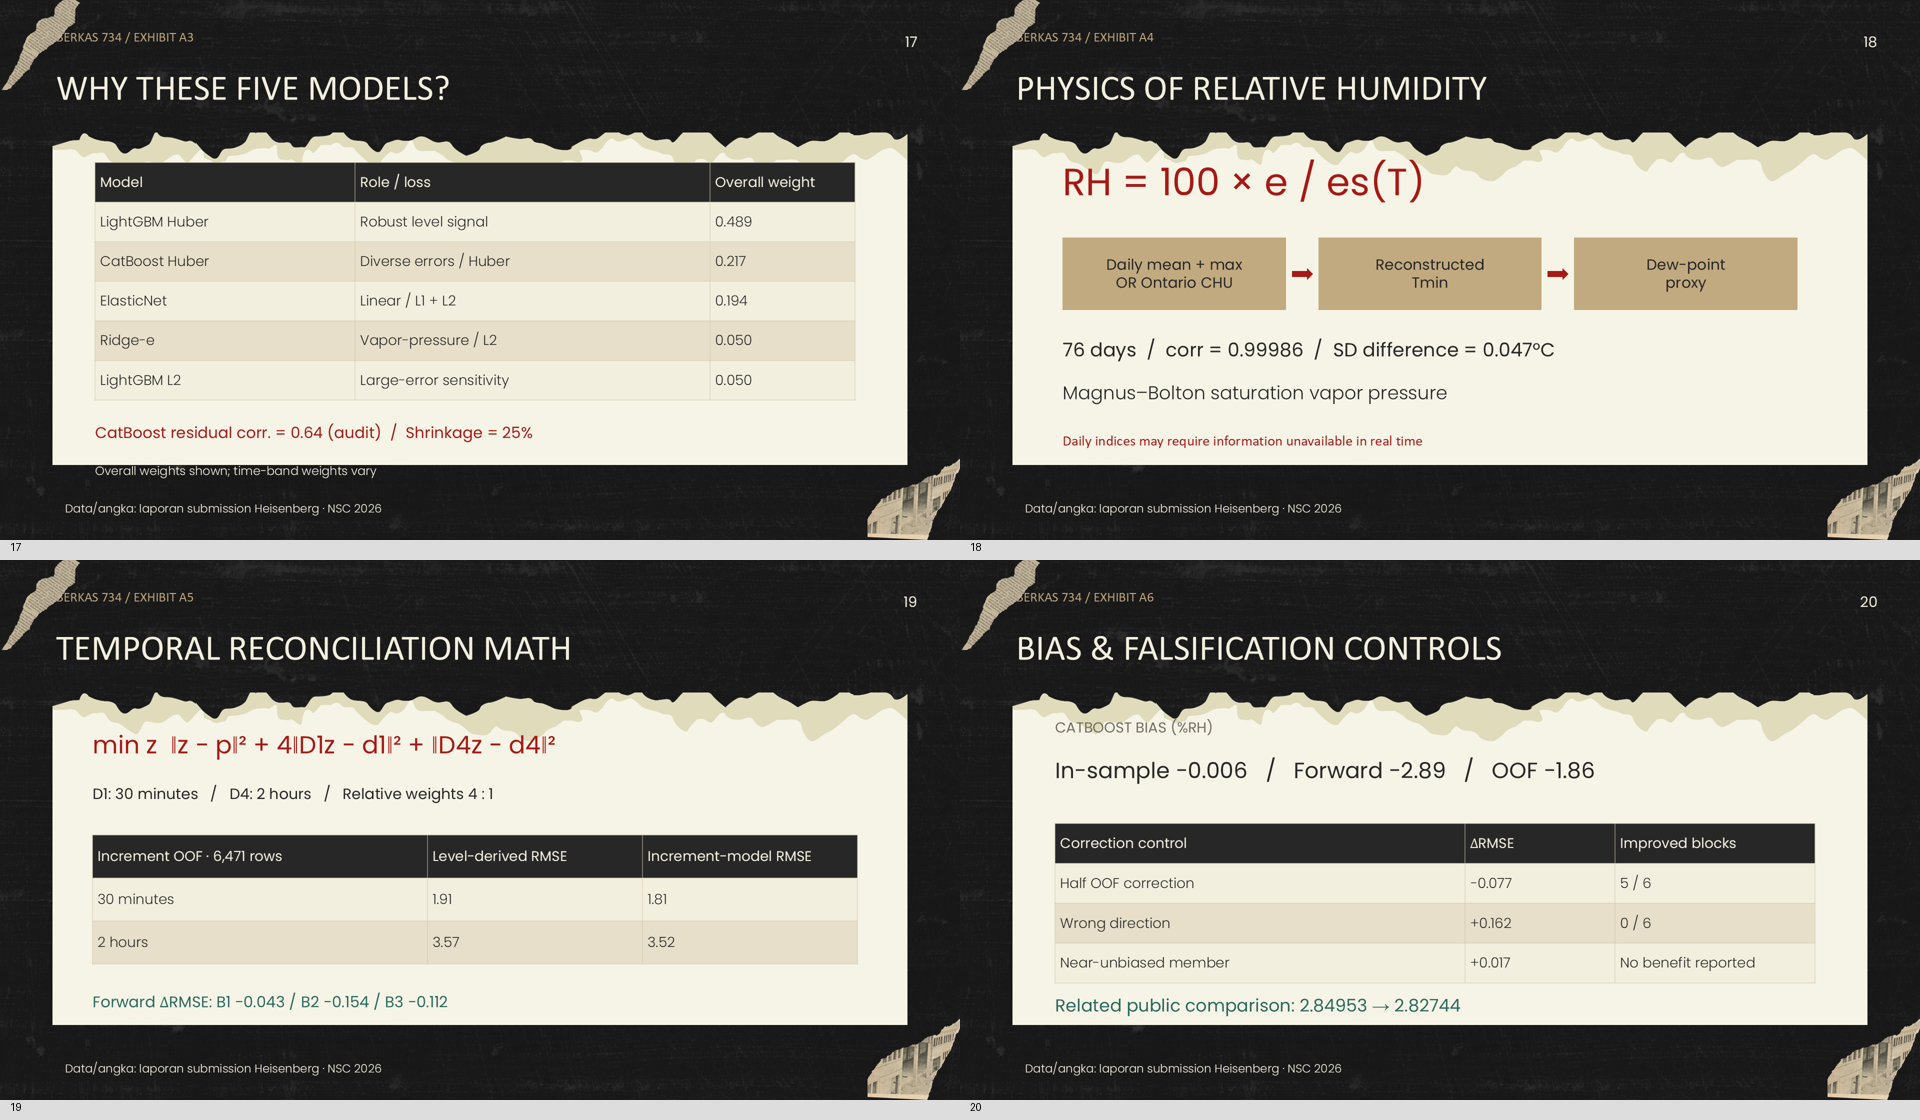 BERKAS 734 / EXHIBIT A3
17
WHY THESE FIVE MODELS?
Model Role / loss Overall weight
LightGBM Huber Robust level signal 0.489
CatBoost Huber Diverse errors / Huber 0.217
ElasticNet Linear / L1 + L2 0.194
Ridge-e Vapor-pressure / L2 0.050
LightGBM L2 Large-error sensitivity 0.050
CatBoost residual corr. = 0.64 (audit) / Shrinkage = 25%
Overall weights shown; time-band weights vary
Data/angka: laporan submission Heisenberg · NSC 2026
17
BERKAS 734 / EXHIBIT A4
18
PHYSICS OF RELATIVE HUMIDITY
RH = 100 × e / es(T)
Daily mean + max
OR Ontario CHU
Reconstructed
Tmin
Dew-point
proxy
76 days / corr = 0.99986 / SD difference = 0.047°C
Magnus–Bolton saturation vapor pressure
Daily indices may require information unavailable in real time
Data/angka: laporan submission Heisenberg · NSC 2026
18
BERKAS 734 / EXHIBIT A5
19
TEMPORAL RECONCILIATION MATH
min z ‖z − p‖² + 4‖D1z − d1‖² + ‖D4z − d4‖²
D1: 30 minutes / D4: 2 hours / Relative weights 4 : 1
Increment OOF · 6,471 rows Level-derived RMSE Increment-model RMSE
30 minutes 1.91 1.81
2 hours 3.57 3.52
Forward ΔRMSE: B1 −0.043 / B2 −0.154 / B3 −0.112
Data/angka: laporan submission Heisenberg · NSC 2026
19
BERKAS 734 / EXHIBIT A6
20
BIAS & FALSIFICATION CONTROLS
CATBOOST BIAS (%RH)
In-sample −0.006 / Forward −2.89 / OOF −1.86
Correction control ΔRMSE Improved blocks
Half OOF correction −0.077 5 / 6
Wrong direction +0.162 0 / 6
Near-unbiased member +0.017 No benefit reported
Related public comparison: 2.84953 → 2.82744
Data/angka: laporan submission Heisenberg · NSC 2026
20